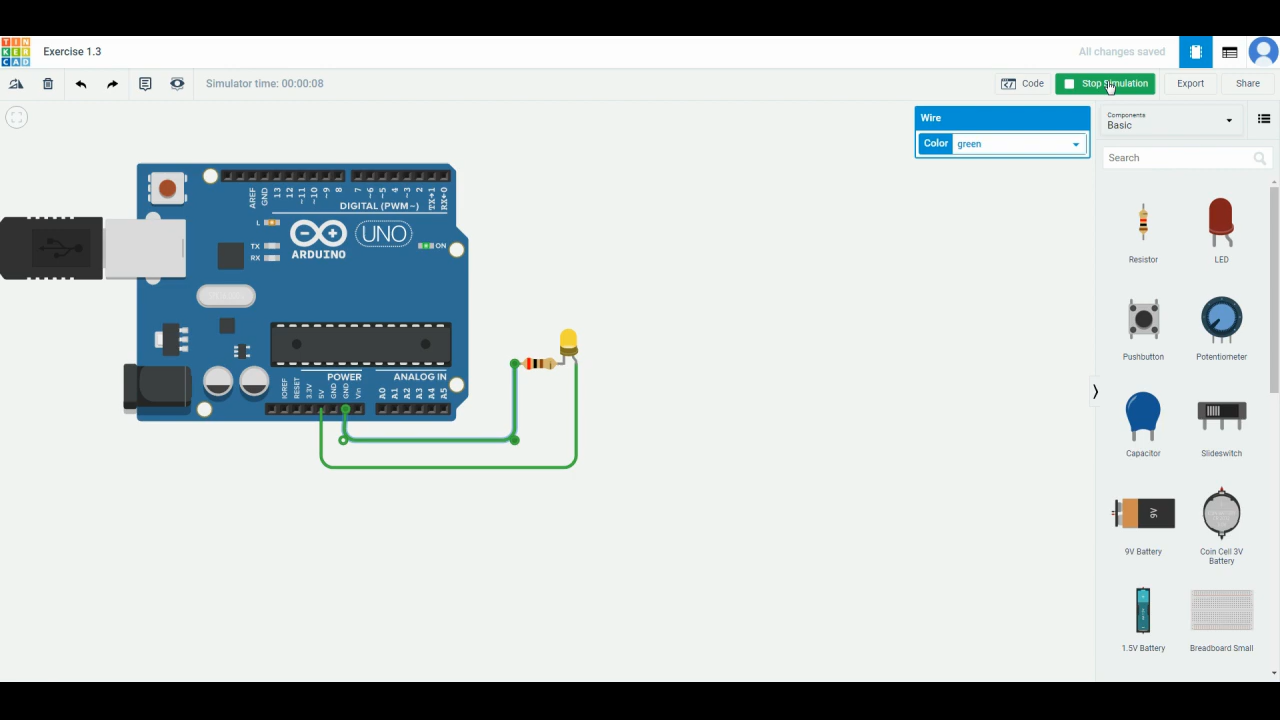 TIN
KER
CAD
Exercise 1.3
All changes saved
Simulator time: 00:00:08
Code
Stop Simulation
Export
Share
Wire
Color
green
Components
Basic
Search
AREF
GND
13
12
~11
~10
~9
8
7
~6
~5
4
~3
2
TX→1
RX←0
DIGITAL (PWM~)
L
TX
RX
UNO
ON
ARDUINO
POWER
ANALOG IN
IOREF
RESET
3.3V
5V
GND
GND
Vin
A0
A1
A2
A3
A4
A5
Resistor
LED
Pushbutton
Potentiometer
Capacitor
Slideswitch
9V
9V Battery
Coin Cell 3V
Battery
1.5V Battery
Breadboard Small